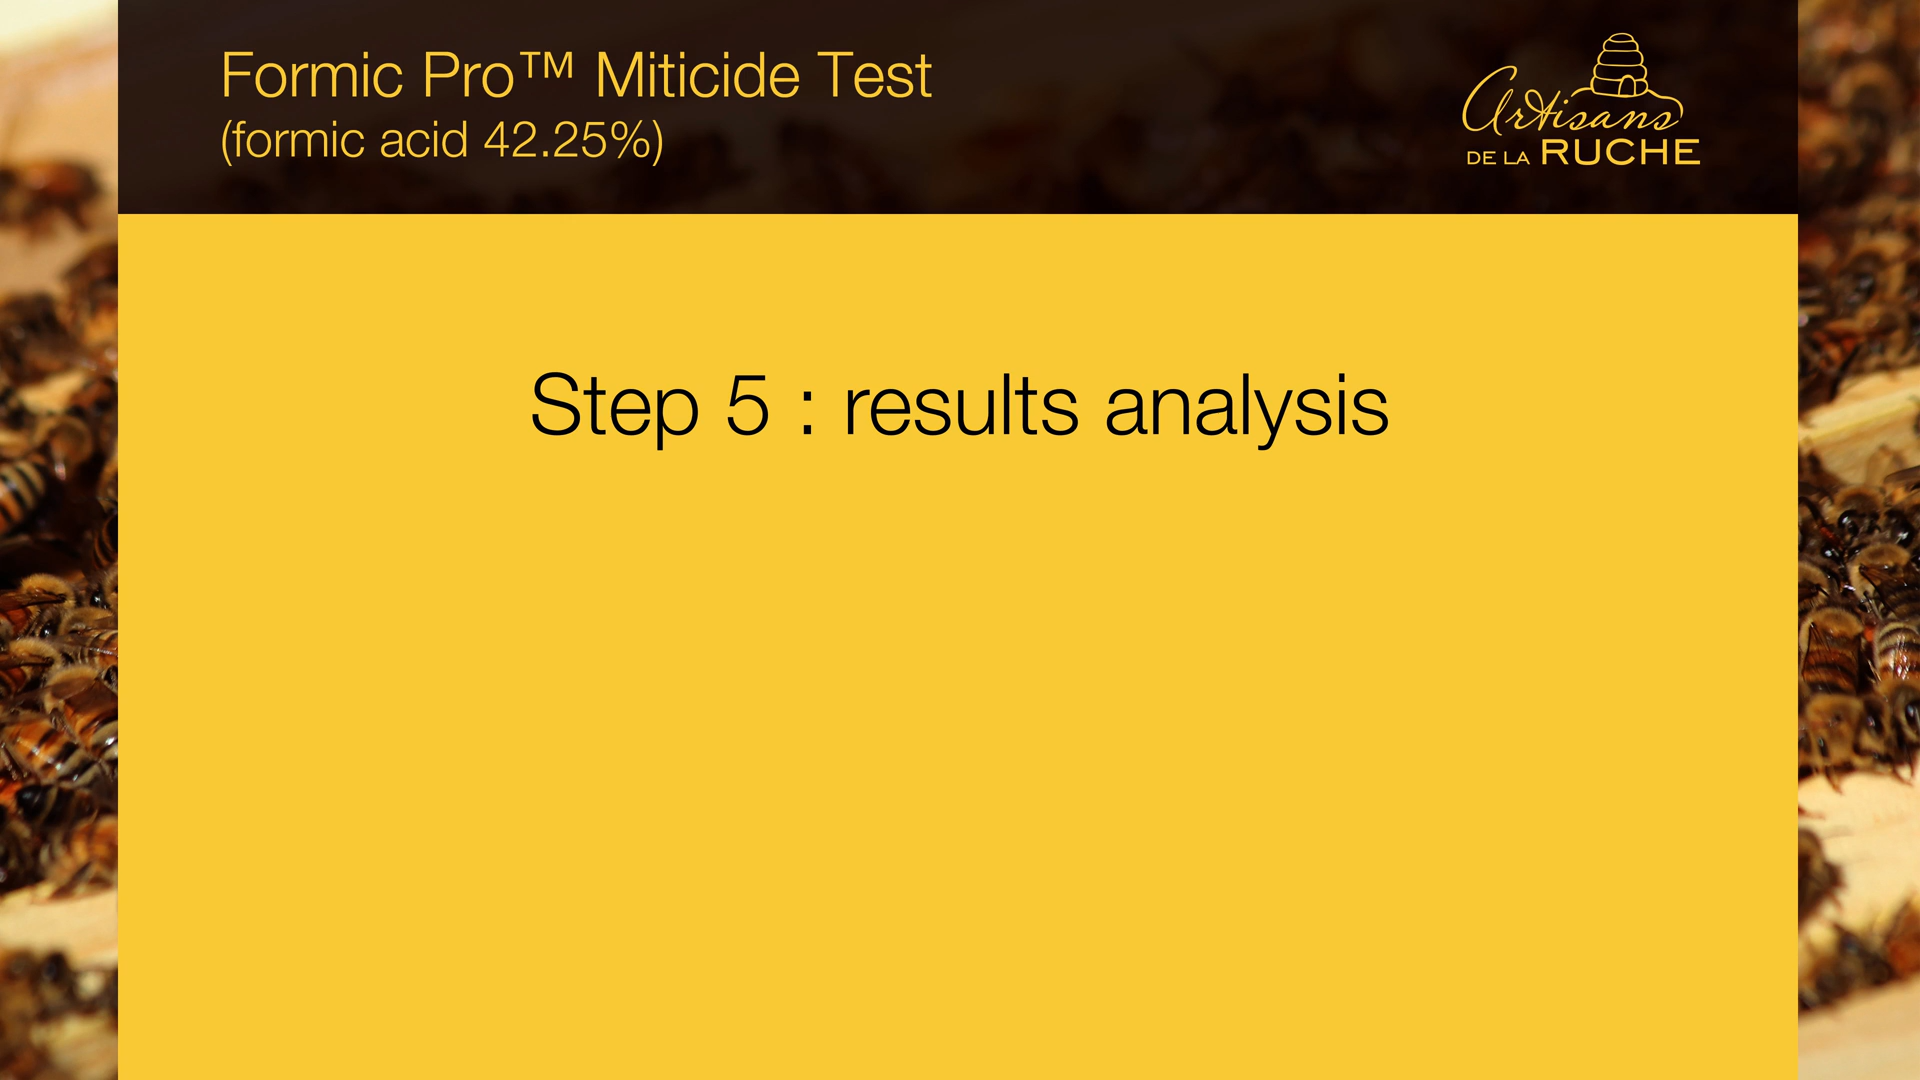 Formic Pro™ Miticide Test
(formic acid 42.25%)
Artisans
DE LA RUCHE
Step 5 : results analysis